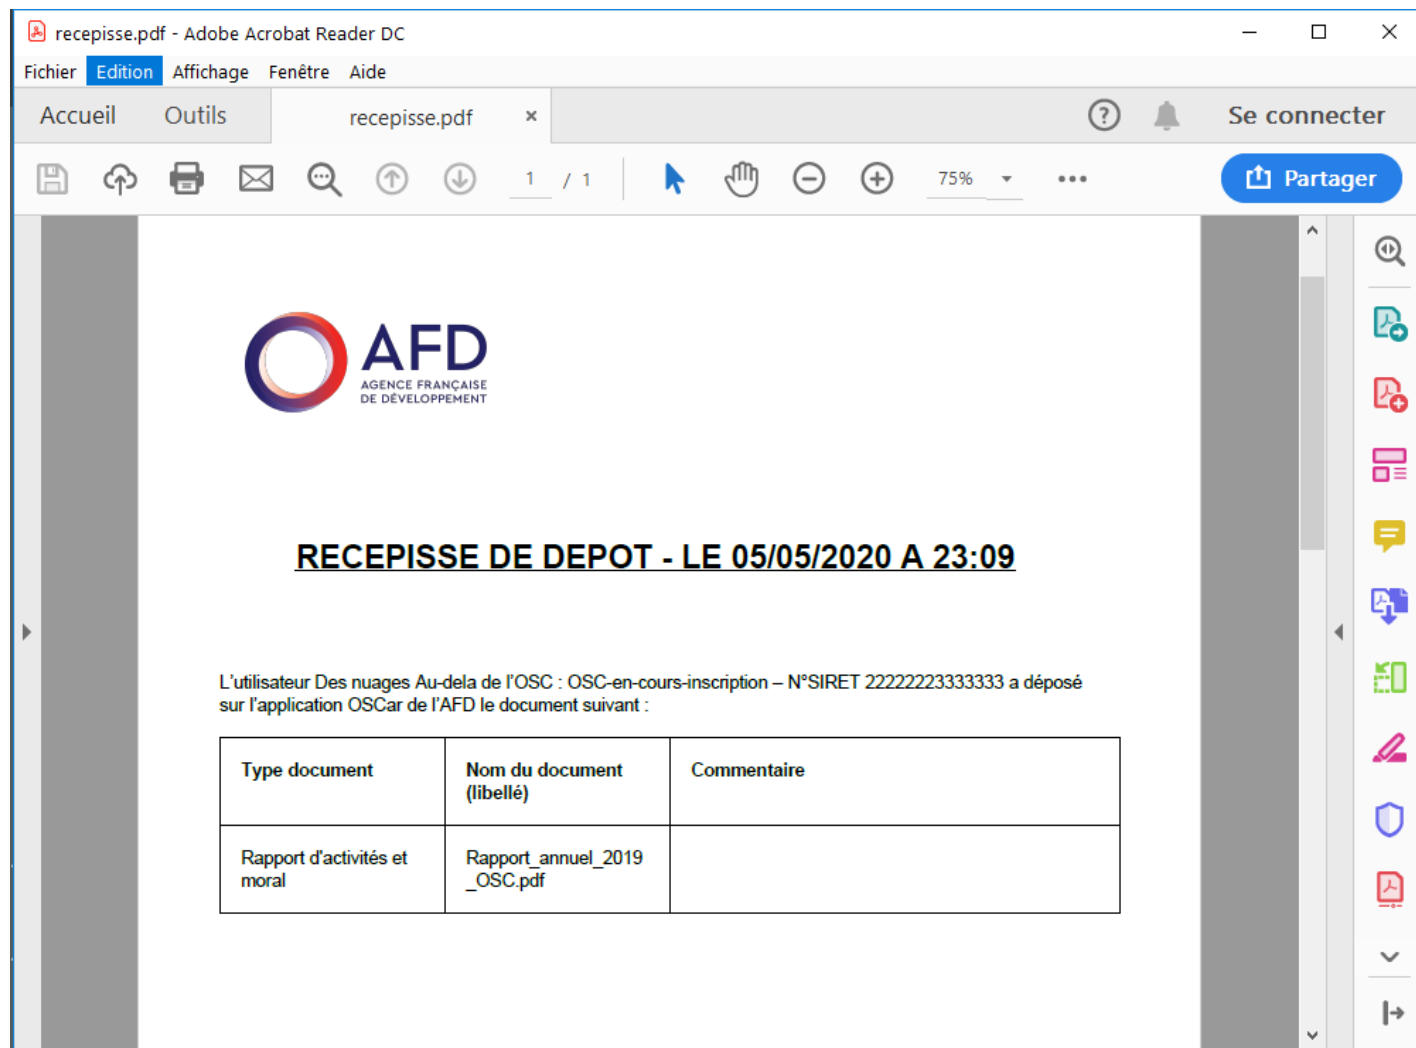 recepisse.pdf - Adobe Acrobat Reader DC
Fichier Edition Affichage Fenêtre Aide
Accueil Outils recepisse.pdf × Se connecter
1 / 1 75% Partager
AFD
AGENCE FRANÇAISE
DE DÉVELOPPEMENT
RECEPISSE DE DEPOT - LE 05/05/2020 A 23:09
L'utilisateur Des nuages Au-dela de l'OSC : OSC-en-cours-inscription – N°SIRET 22222223333333 a déposé
sur l'application OSCar de l'AFD le document suivant :
Type document
Nom du document
(libellé)
Commentaire
Rapport d'activités et
moral
Rapport_annuel_2019
_OSC.pdf